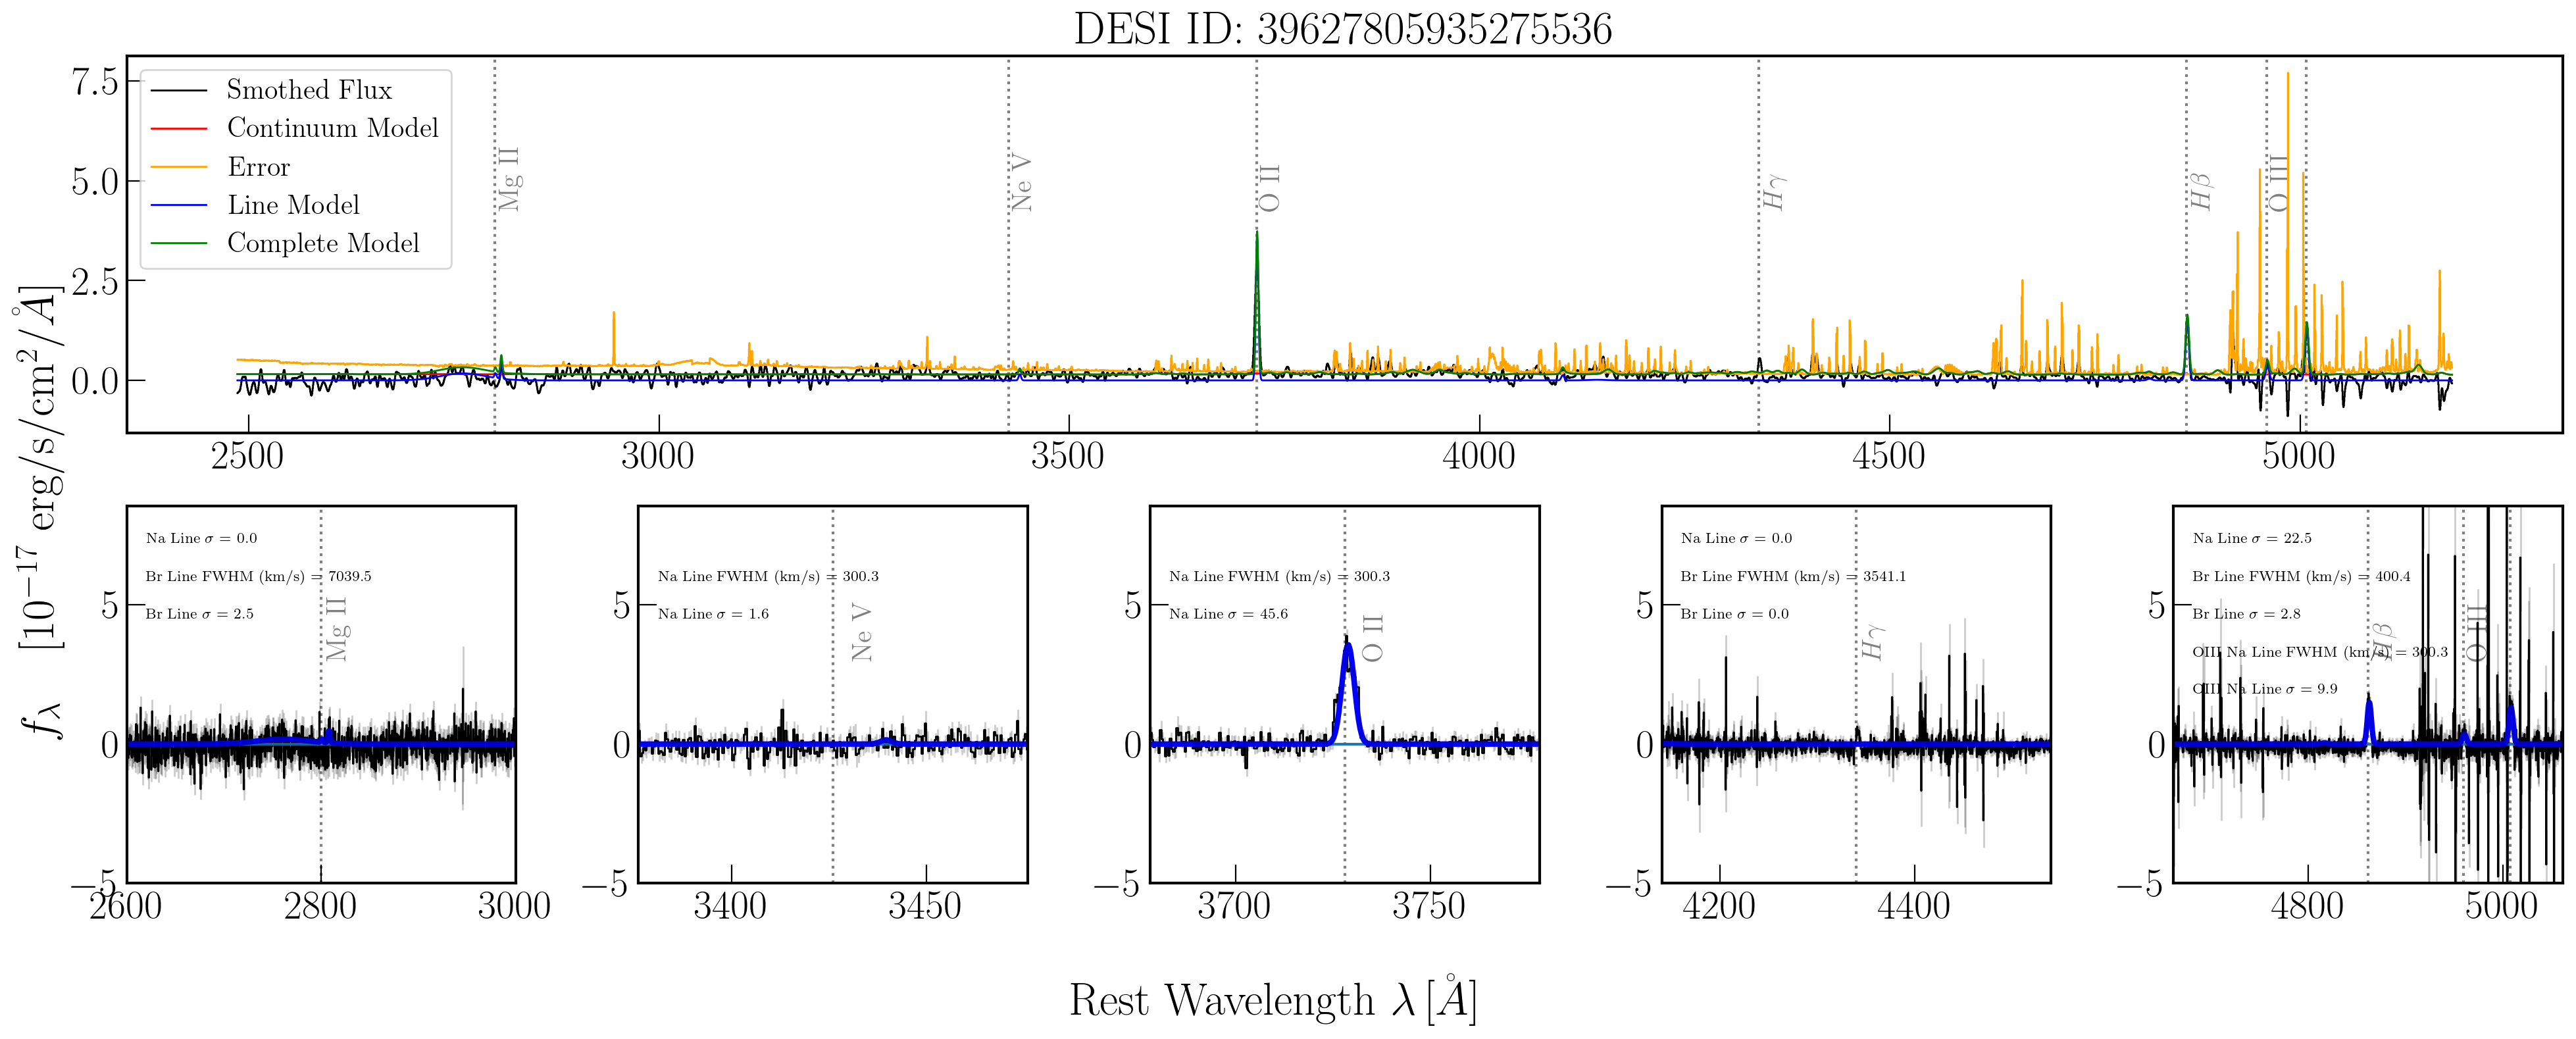 DESI ID: 39627805935275536
7.5
5.0
2.5
0.0
Smothed Flux
Continuum Model
Error
Line Model
Complete Model
Mg II
Ne V
O II
Hγ
Hβ
O III
2500
3000
3500
4000
4500
5000
fλ [10−17 erg/s/cm2/Å]
Na Line σ = 0.0
Br Line FWHM (km/s) = 7039.5
Br Line σ = 2.5
Mg II
5
0
−5
2600
2800
3000
Na Line FWHM (km/s) = 300.3
Na Line σ = 1.6
Ne V
5
0
−5
3400
3450
Na Line FWHM (km/s) = 300.3
Na Line σ = 45.6
O II
5
0
−5
3700
3750
Na Line σ = 0.0
Br Line FWHM (km/s) = 3541.1
Br Line σ = 0.0
Hγ
5
0
−5
4200
4400
Na Line σ = 22.5
Br Line FWHM (km/s) = 400.4
Br Line σ = 2.8
OIII Na Line FWHM (km/s) = 300.3
OIII Na Line σ = 9.9
Hβ
O III
5
0
−5
4800
5000
Rest Wavelength λ [Å]